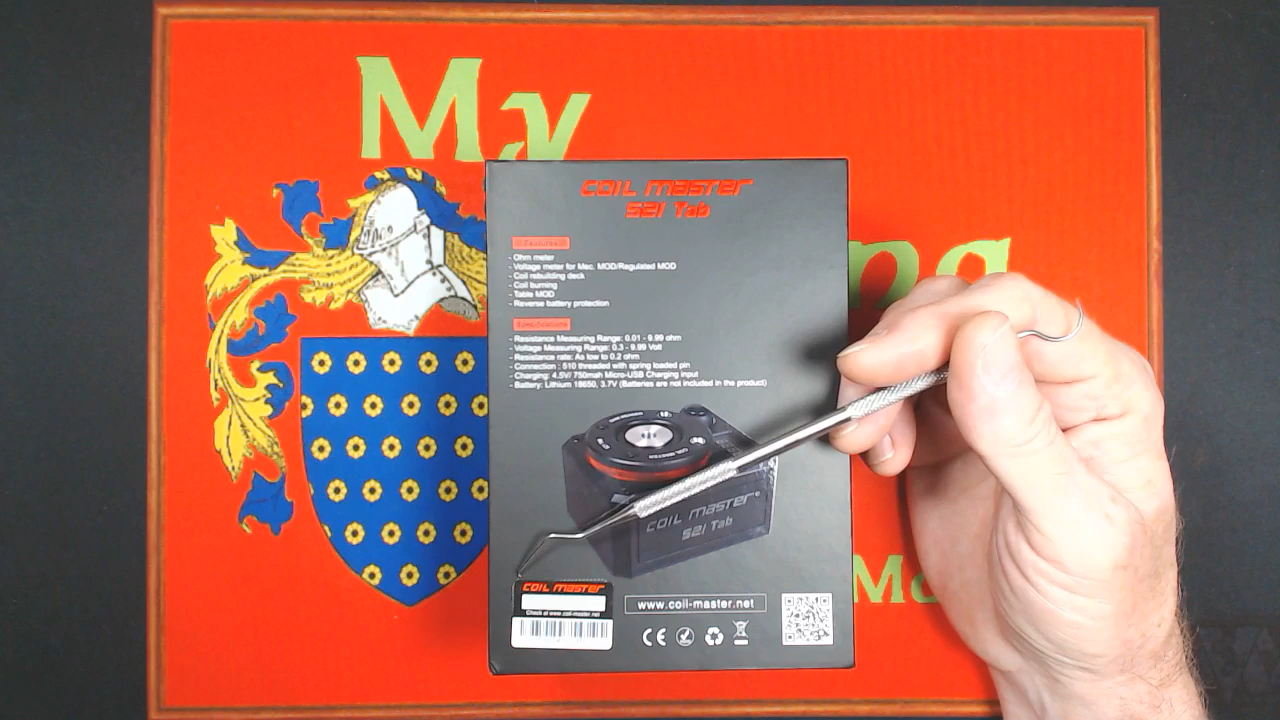 My
COIL MASTER
521 Tab
Features
- Ohm meter
- Voltage meter for Mec. MOD/Regulated MOD
- Coil rebuilding deck
- Coil burning
- Table MOD
- Reverse battery protection
Specifications
- Resistance Measuring Range: 0.01 - 9.99 ohm
- Voltage Measuring Range: 0.3 - 9.99 Volt
- Resistance rate: As low to 0.2 ohm
- Connection : 510 threaded with spring loaded pin
- Charging: 4.5V/ 750mah Micro-USB Charging input
- Battery: Lithium 18650, 3.7V (Batteries are not included in the product)
COIL MASTER
521 Tab
COIL MASTER
Check at www.coil-master.net
www.coil-master.net
CE